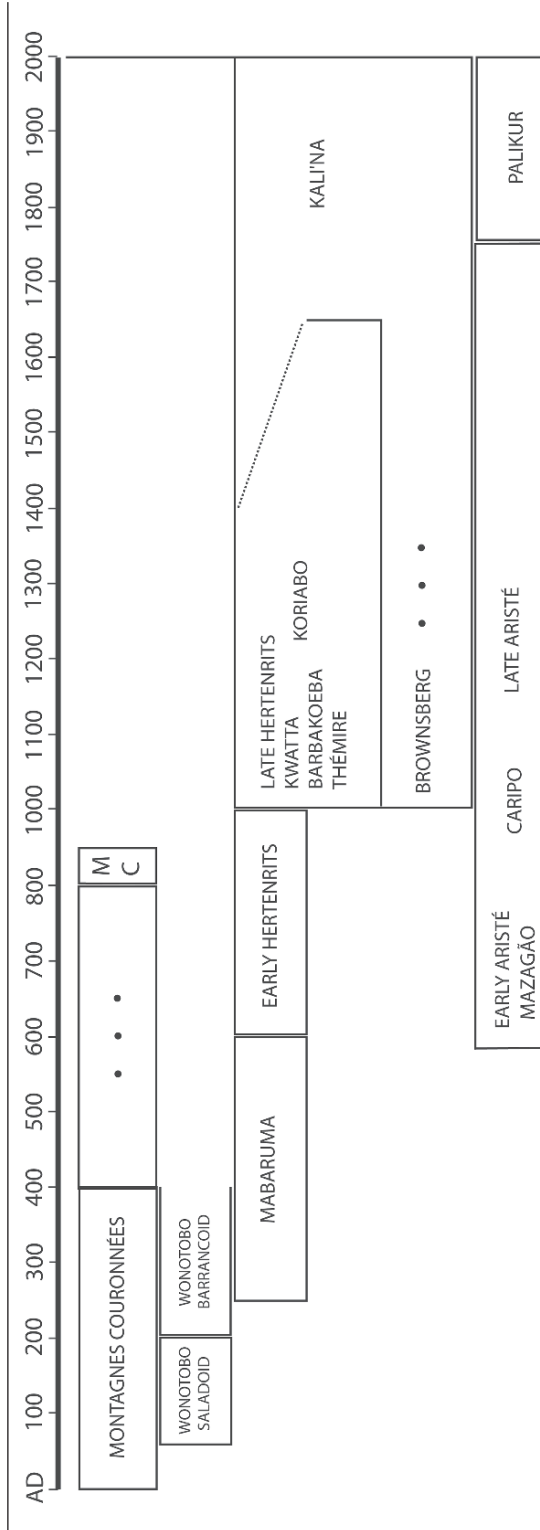 2000
1900
1800
1700
1600
1500
1400
1300
1200
1100
1000
800
700
600
500
400
300
200
100
AD
MONTAGNES COURONNÉES
• • •
M
C
WONOTOBO
SALADOID
WONOTOBO
BARRANCOID
MABARUMA
EARLY HERTENRITS
LATE HERTENRITS
KWATTA
BARBAKOEBA
THÉMIRE
KORIABO
KALI'NA
BROWNSBERG
• • •
EARLY ARISTÉ
MAZAGÃO
CARIPO
LATE ARISTÉ
PALIKUR